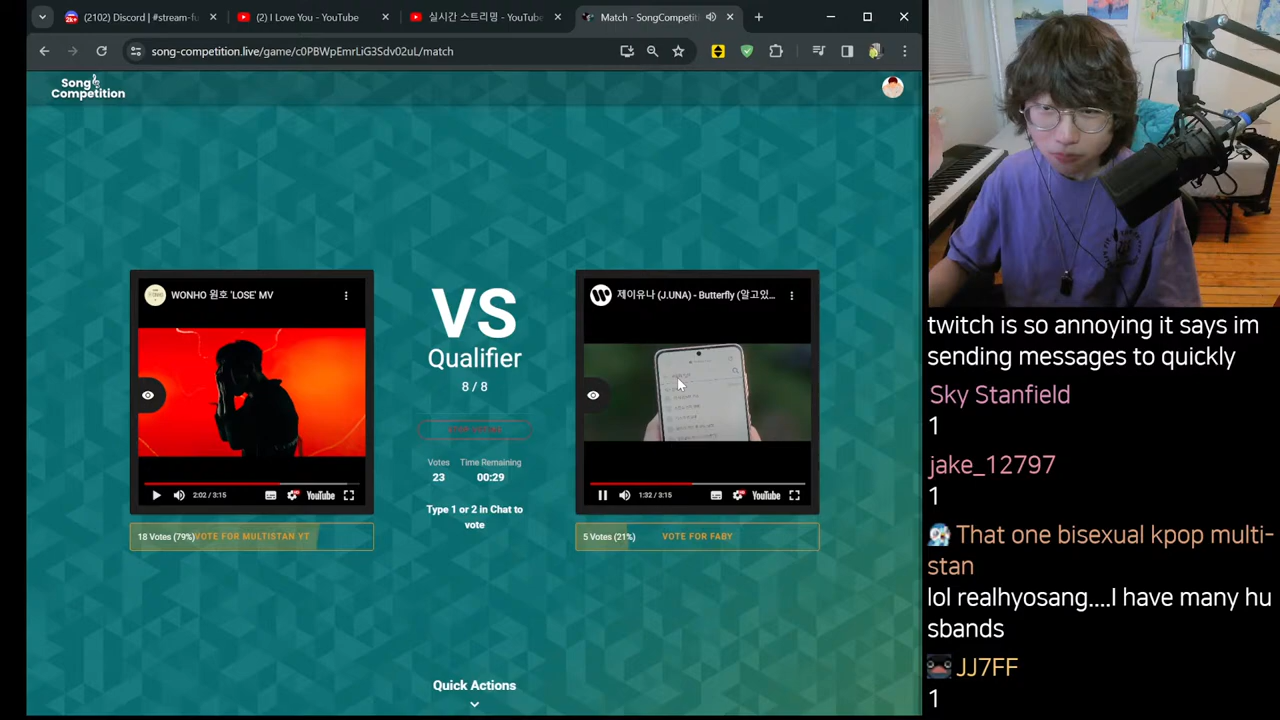 (2102) Discord | #stream-fu
(2) I Love You - YouTube
실시간 스트리밍 - YouTube
Match - SongCompetit
song-competition.live/game/c0PBWpEmrLiG3Sdv02uL/match
Song
Competition
WONHO 원호 'LOSE' MV
2:02 / 3:15
YouTube
18 Votes (79%)
VOTE FOR MULTISTAN YT
VS
Qualifier
8 / 8
Votes
Time Remaining
23
00:29
Type 1 or 2 in Chat to
vote
제이유나 (J.UNA) - Butterfly (알고있...
1:32 / 3:15
YouTube
5 Votes (21%)
VOTE FOR FABY
Quick Actions
twitch is so annoying it says im
sending messages to quickly
Sky Stanfield
1
jake_12797
1
That one bisexual kpop multi-
stan
lol realhyosang....I have many hu
sbands
JJ7FF
1